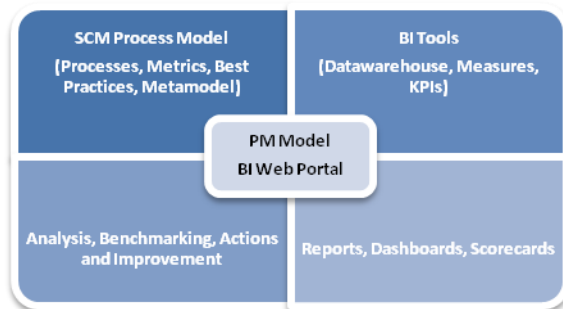 SCM Process Model
(Processes, Metrics, Best
Practices, Metamodel)
BI Tools
(Datawarehouse, Measures,
KPIs)
PM Model
BI Web Portal
Analysis, Benchmarking, Actions
and Improvement
Reports, Dashboards, Scorecards